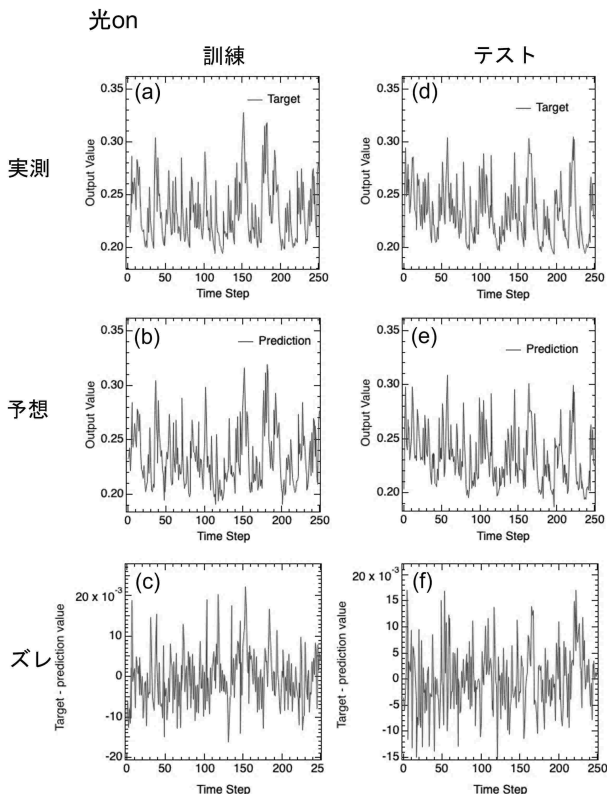 光on
訓練
テスト
実測
(a)
Target
0.35
0.30
0.25
0.20
Output Value
0 50 100 150 200 250
Time Step
(d)
Target
0.35
0.30
0.25
0.20
Output Value
0 50 100 150 200 250
Time Step
予想
(b)
Prediction
0.35
0.30
0.25
0.20
Output Value
0 50 100 150 200 250
Time Step
(e)
Prediction
0.35
0.30
0.25
0.20
Output Value
0 50 100 150 200 250
Time Step
ズレ
(c)
20 x 10⁻³
10
0
-10
-20
Target - prediction value
0 50 100 150 200 25
Time Step
(f)
20 x 10⁻³
15
10
5
0
-5
-10
-15
Target - prediction value
0 50 100 150 200 250
Time Step